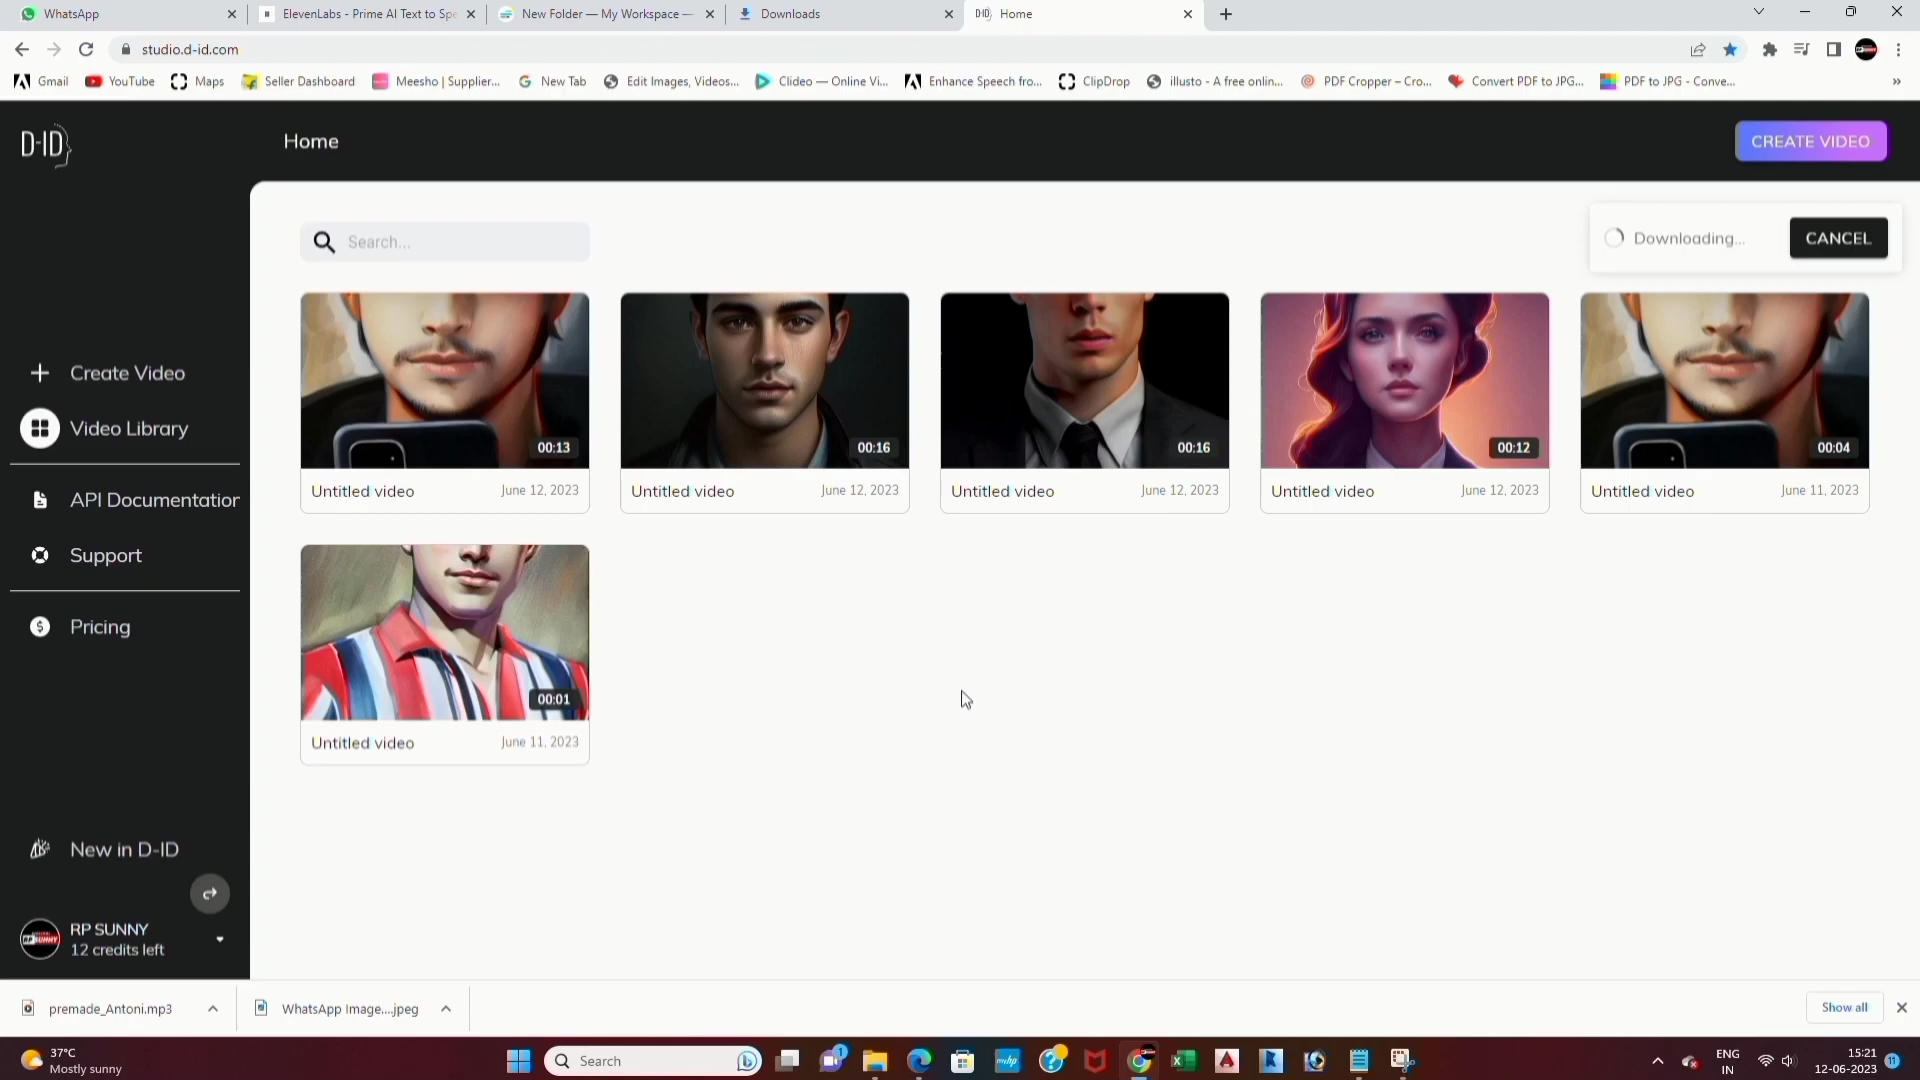 WhatsApp
ElevenLabs - Prime AI Text to Spe
New Folder — My Workspace —
Downloads
D-ID Home
studio.d-id.com
Gmail
YouTube
Maps
Seller Dashboard
Meesho | Supplier...
New Tab
Edit Images, Videos...
Clideo — Online Vi...
Enhance Speech fro...
ClipDrop
illusto - A free onlin...
PDF Cropper – Cro...
Convert PDF to JPG...
PDF to JPG - Conve...
»
D-ID
Home
CREATE VIDEO
Search...
Downloading...
CANCEL
Create Video
Video Library
API Documentation
Support
Pricing
00:13
Untitled video June 12, 2023
00:16
Untitled video June 12, 2023
00:16
Untitled video June 12, 2023
00:12
Untitled video June 12, 2023
00:04
Untitled video June 11, 2023
00:01
Untitled video June 11, 2023
New in D-ID
RP SUNNY
12 credits left
premade_Antoni.mp3
WhatsApp Image....jpeg
Show all
37°C
Mostly sunny
Search
1
myhp
ENG
IN
15:21
12-06-2023
11